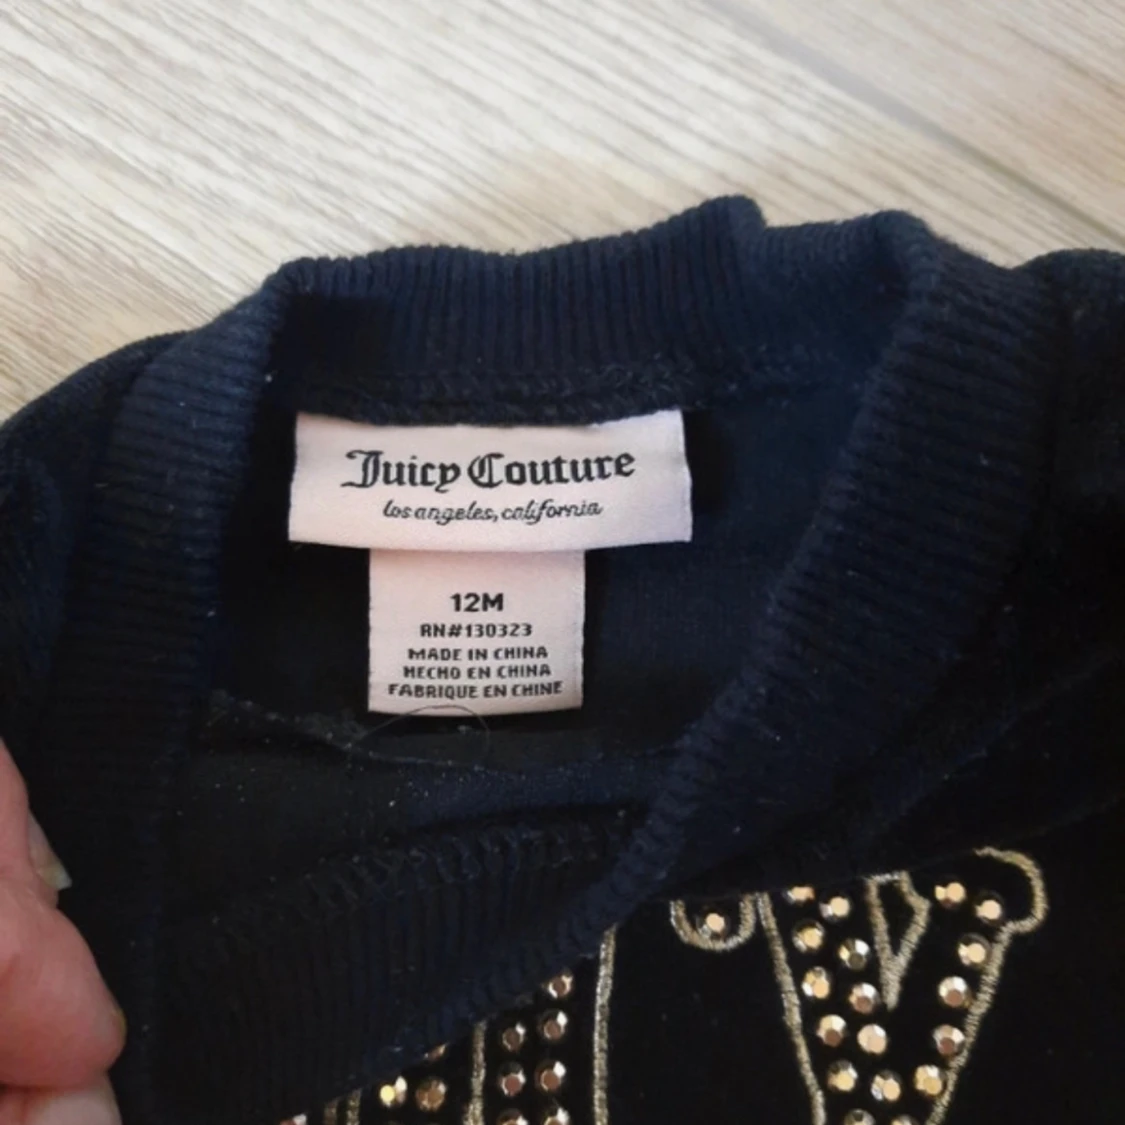 Juicy Couture
los angeles, california
12M
RN#130323
MADE IN CHINA
HECHO EN CHINA
FABRIQUE EN CHINE